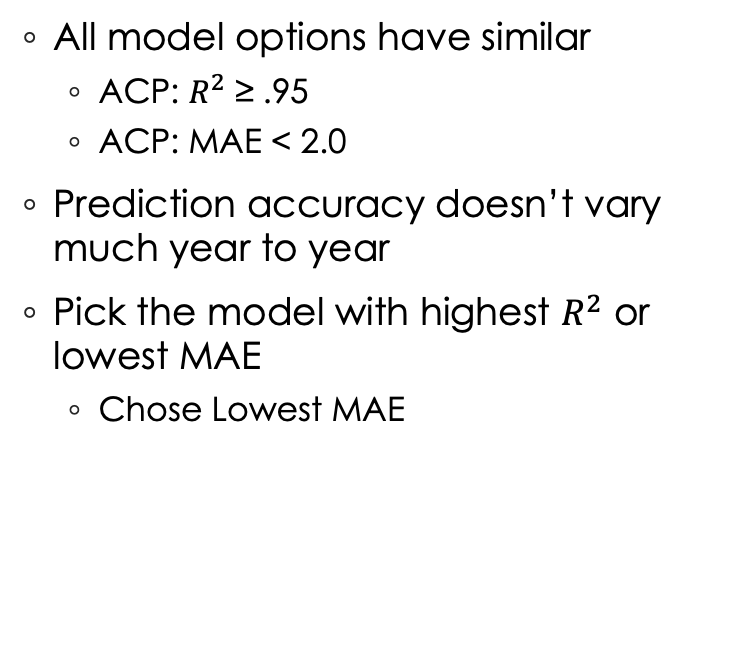 ◦ All model options have similar
◦ ACP: R² ≥ .95
◦ ACP: MAE < 2.0
◦ Prediction accuracy doesn’t vary
much year to year
◦ Pick the model with highest R² or
lowest MAE
◦ Chose Lowest MAE